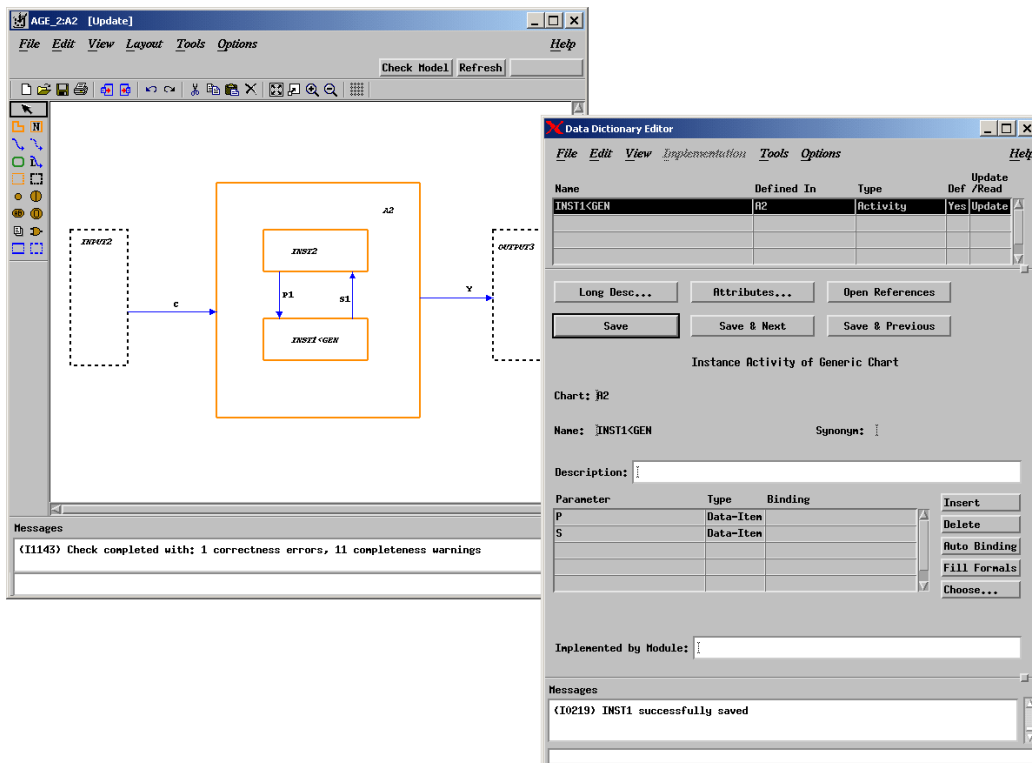 AGE_2:A2 [Update]
File Edit View Layout Tools Options Help
Check Model Refresh
N
A2
INPUT2
INST2
OUTPUT3
C
P1
S1
Y
INST1<GEN
Messages
(I1143) Check completed with: 1 correctness errors, 11 completeness warnings
Data Dictionary Editor
File Edit View Implementation Tools Options Help
Update
Name Defined In Type Def /Read
INST1<GEN A2 Activity Yes Update
Long Desc... Attributes... Open References
Save Save & Next Save & Previous
Instance Activity of Generic Chart
Chart: A2
Name: INST1<GEN Synonym:
Description:
Parameter Type Binding
P Data-Item
S Data-Item
Insert
Delete
Auto Binding
Fill Formals
Choose...
Implemented by Module:
Messages
(I0219) INST1 successfully saved